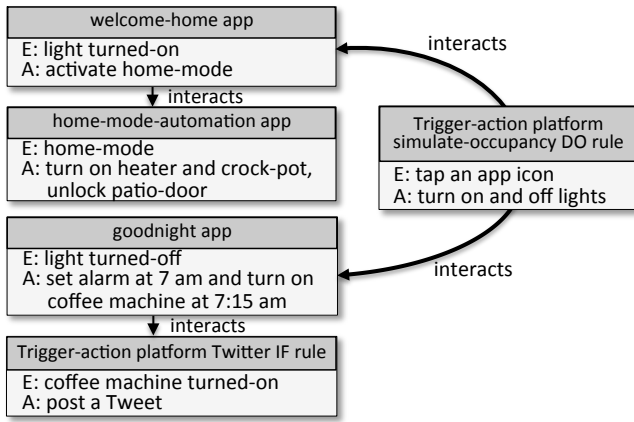 welcome-home app
E: light turned-on
A: activate home-mode
interacts
home-mode-automation app
E: home-mode
A: turn on heater and crock-pot,
unlock patio-door
goodnight app
E: light turned-off
A: set alarm at 7 am and turn on
coffee machine at 7:15 am
interacts
Trigger-action platform Twitter IF rule
E: coffee machine turned-on
A: post a Tweet
interacts
Trigger-action platform
simulate-occupancy DO rule
E: tap an app icon
A: turn on and off lights
interacts